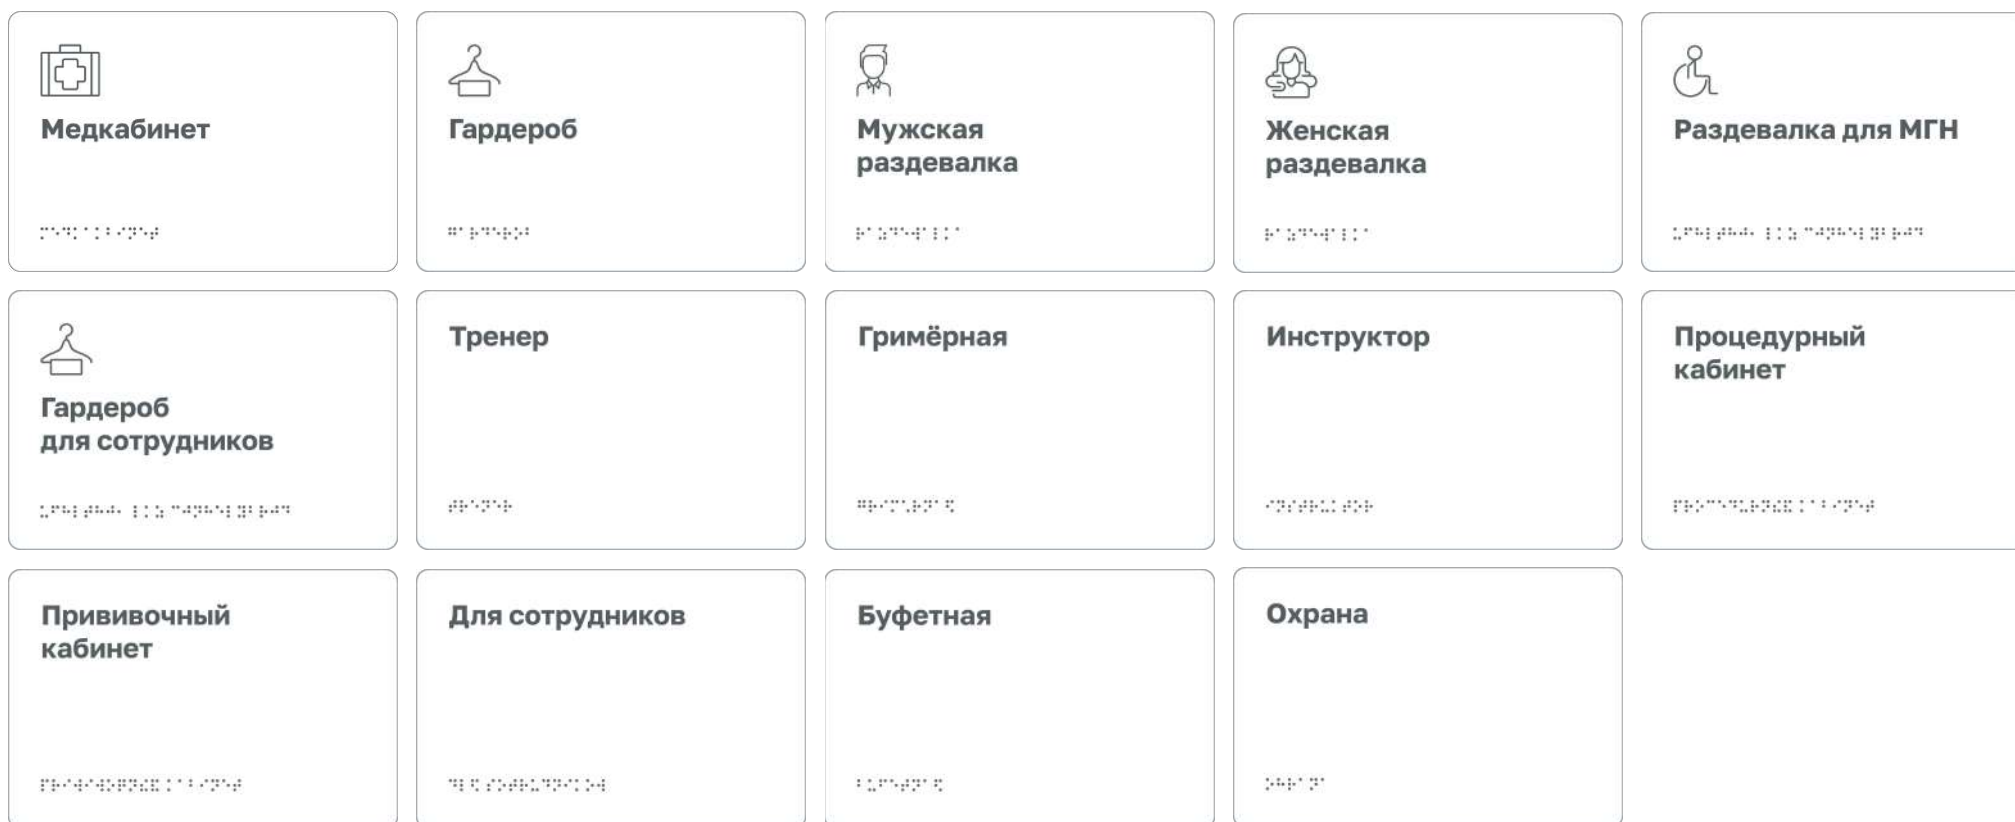 Медкабинет
Гардероб
Мужская
раздевалка
Женская
раздевалка
Раздевалка для МГН
Гардероб
для сотрудников
Тренер
Гримёрная
Инструктор
Процедурный
кабинет
Прививочный
кабинет
Для сотрудников
Буфетная
Охрана